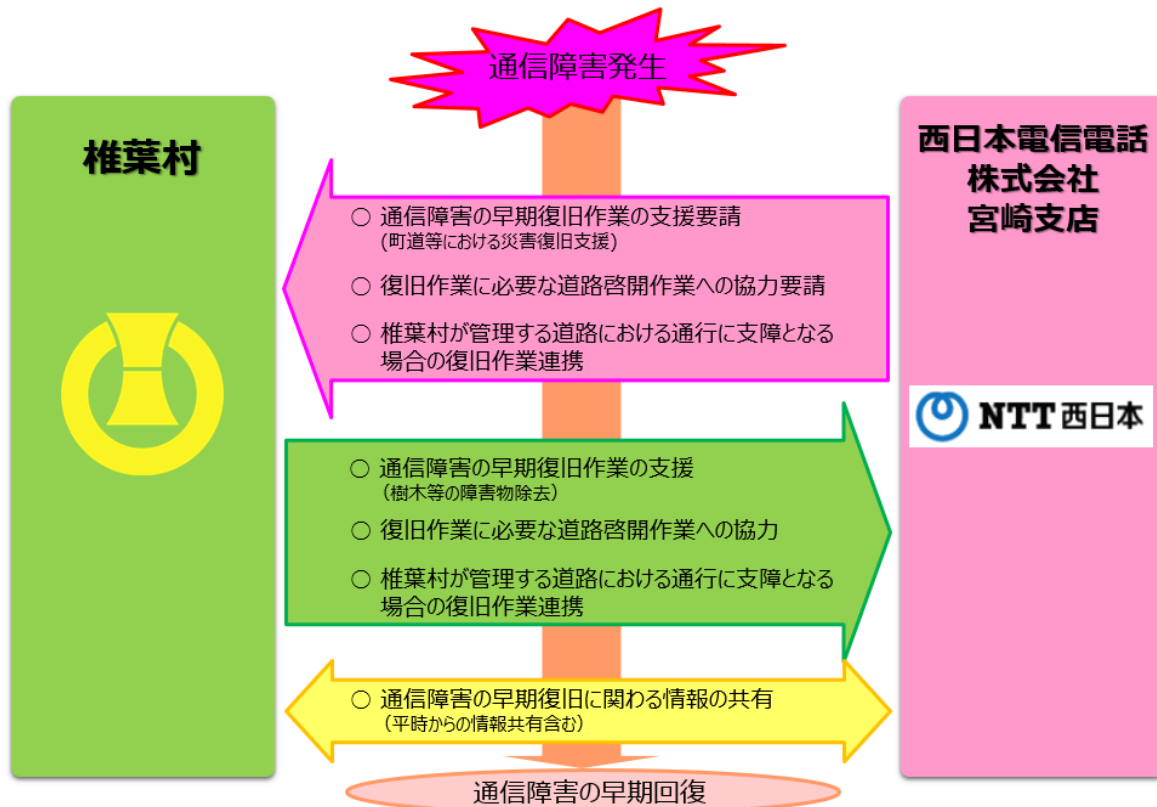 通信障害発生
椎葉村
西日本電信電話
株式会社
宮崎支店
○ 通信障害の早期復旧作業の支援要請
(町道等における災害復旧支援)
○ 復旧作業に必要な道路啓開作業への協力要請
○ 椎葉村が管理する道路における通行に支障となる
場合の復旧作業連携
NTT西日本
○ 通信障害の早期復旧作業の支援
（樹木等の障害物除去）
○ 復旧作業に必要な道路啓開作業への協力
○ 椎葉村が管理する道路における通行に支障となる
場合の復旧作業連携
○ 通信障害の早期復旧に関わる情報の共有
（平時からの情報共有含む）
通信障害の早期回復